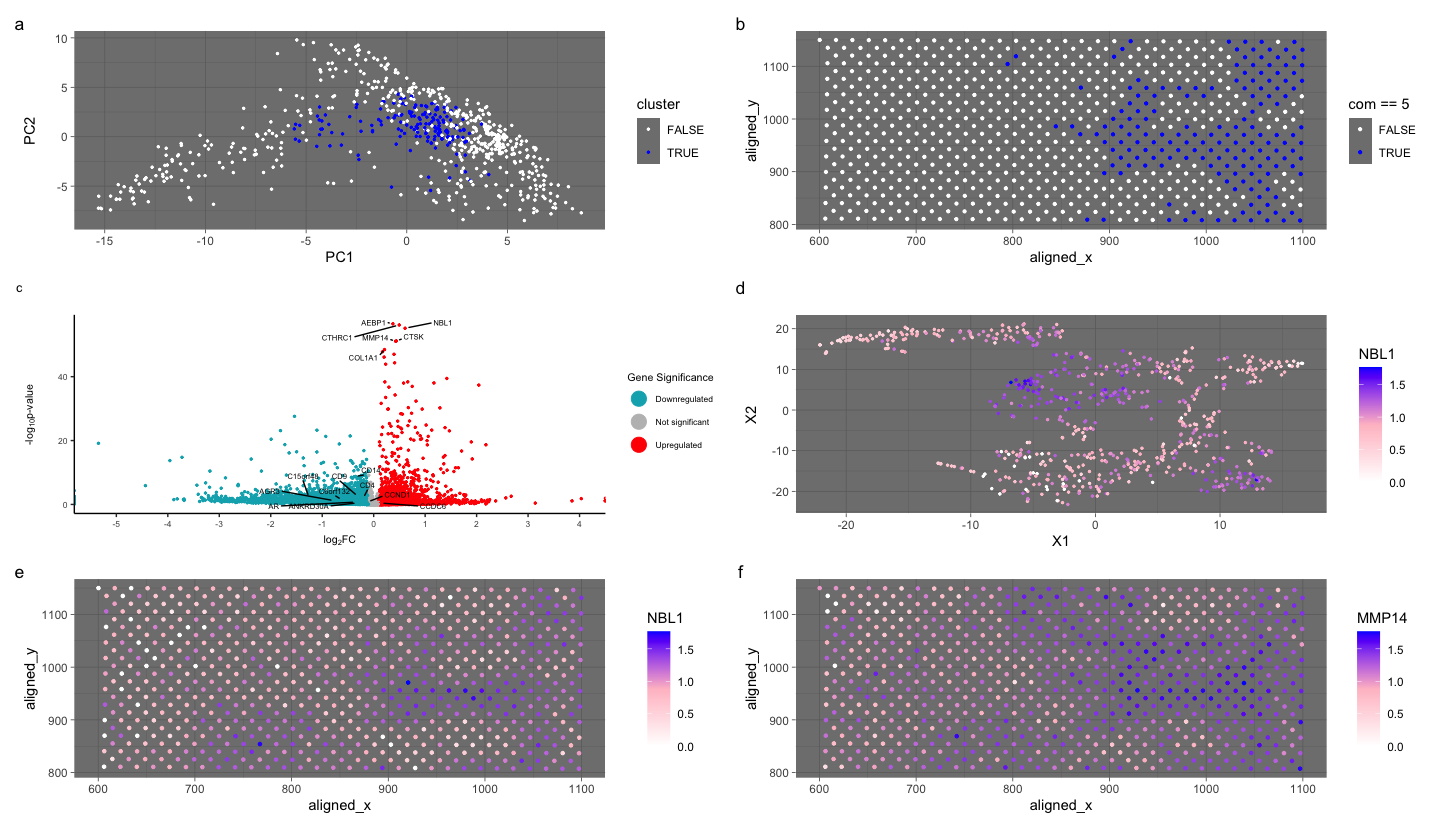 a
10
5
0
-5
PC2
-15
-10
-5
0
5
PC1
cluster
FALSE
TRUE
b
1100
1000
900
800
aligned_y
600
700
800
900
1000
1100
aligned_x
com == 5
FALSE
TRUE
c
40
20
0
-log10p-value
-5
-4
-3
-2
-1
0
1
2
3
4
log2FC
AEBP1
NBL1
CTHRC1
MMP14
CTSK
COL1A1
CD14
CD9
CD4
CCND1
AR
ANKRD30A
Gene Significance
Downregulated
Not significant
Upregulated
d
20
10
0
-10
-20
X2
-20
-10
0
10
X1
NBL1
1.5
1.0
0.5
0.0
e
1100
1000
900
800
aligned_y
600
700
800
900
1000
1100
aligned_x
NBL1
1.5
1.0
0.5
0.0
f
1100
1000
900
800
aligned_y
600
700
800
900
1000
1100
aligned_x
MMP14
1.5
1.0
0.5
0.0